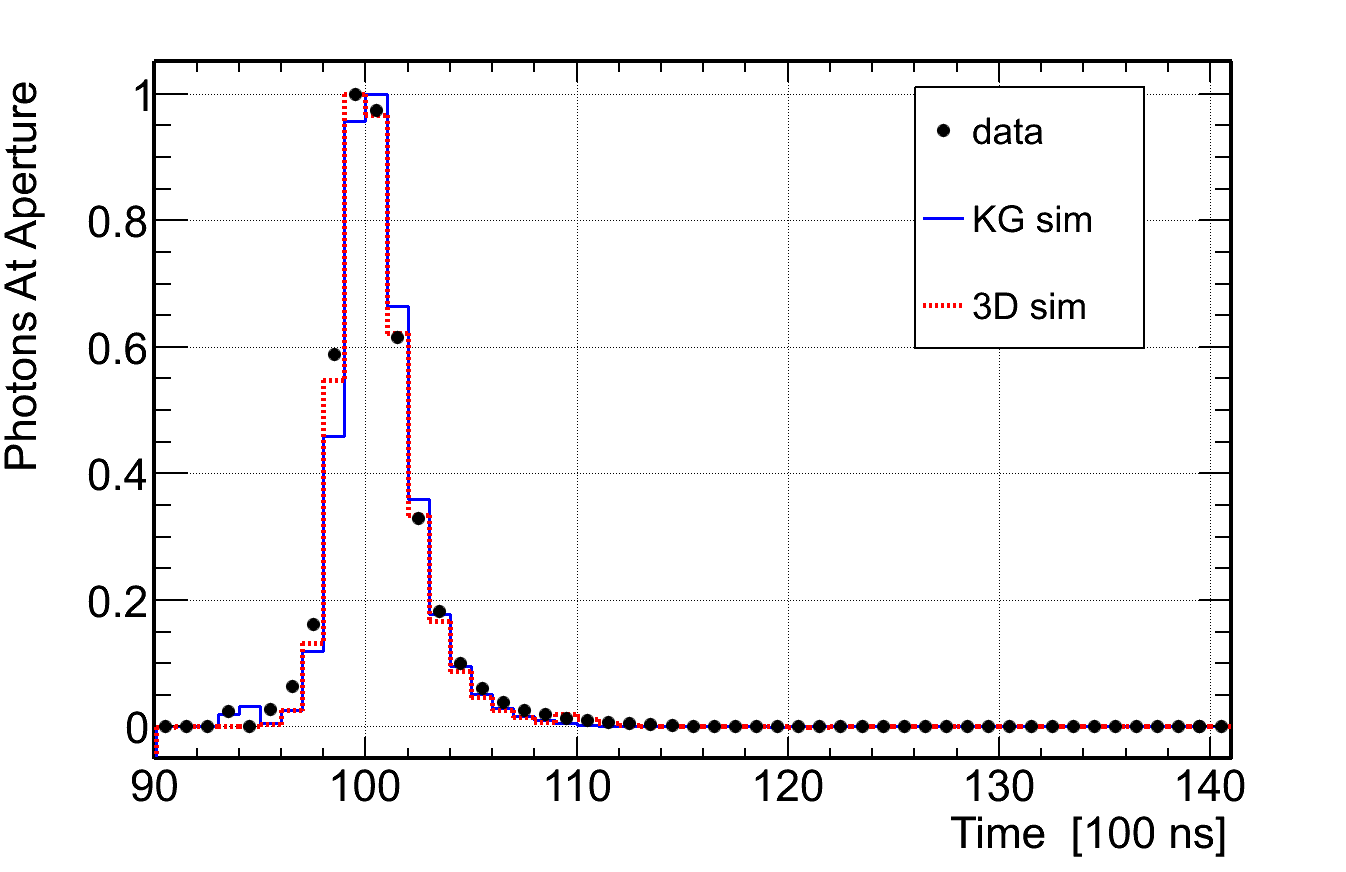 Photons At Aperture
1
0.8
0.6
0.4
0.2
0
90 100 110 120 130 140
Time [100 ns]
data
KG sim
3D sim